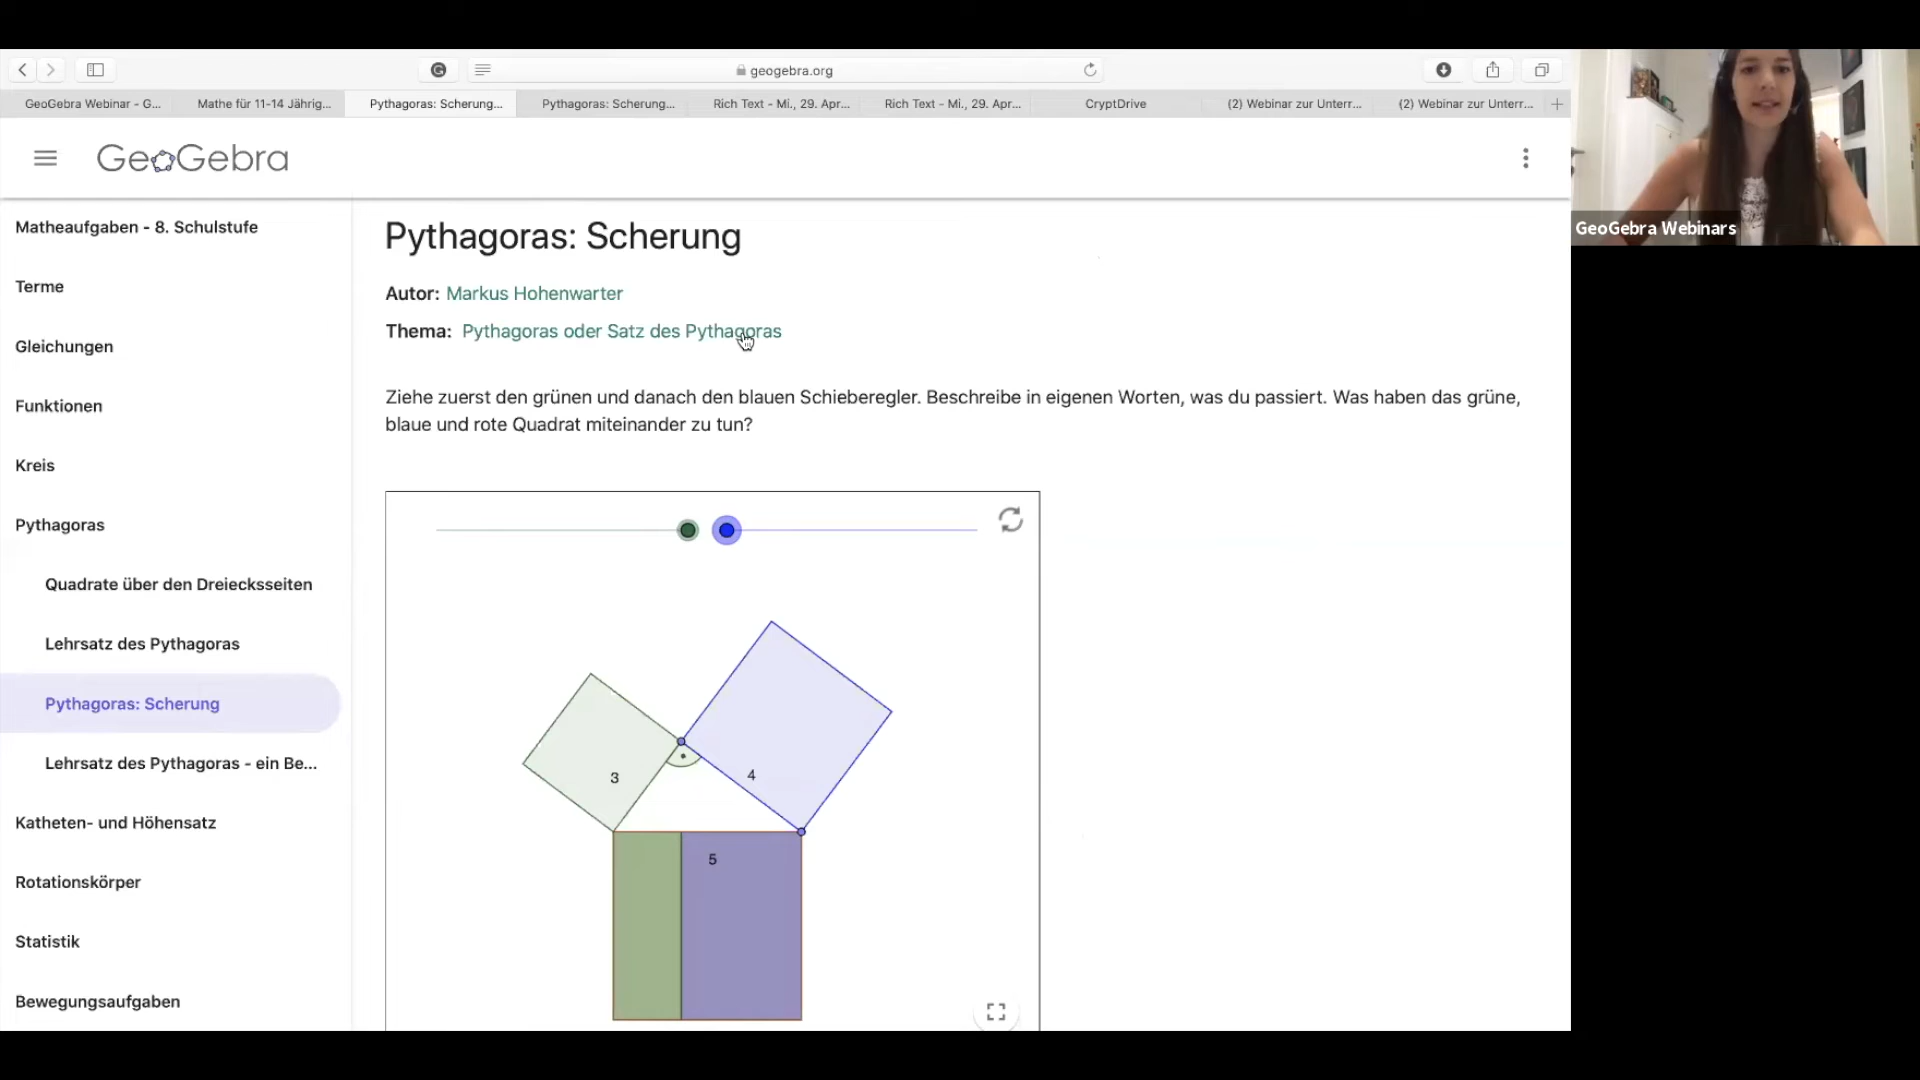 geogebra.org
GeoGebra Webinar - G...
Mathe für 11-14 Jährig...
Pythagoras: Scherung...
Pythagoras: Scherung...
Rich Text - Mi., 29. Apr...
Rich Text - Mi., 29. Apr...
CryptDrive
(2) Webinar zur Unterr...
(2) Webinar zur Unterr...
GeoGebra
GeoGebra Webinars
Matheaufgaben - 8. Schulstufe
Terme
Gleichungen
Funktionen
Kreis
Pythagoras
Quadrate über den Dreiecksseiten
Lehrsatz des Pythagoras
Pythagoras: Scherung
Lehrsatz des Pythagoras - ein Be...
Katheten- und Höhensatz
Rotationskörper
Statistik
Bewegungsaufgaben
Pythagoras: Scherung
Autor: Markus Hohenwarter
Thema: Pythagoras oder Satz des Pythagoras
Ziehe zuerst den grünen und danach den blauen Schieberegler. Beschreibe in eigenen Worten, was du passiert. Was haben das grüne,
blaue und rote Quadrat miteinander zu tun?
3
4
5